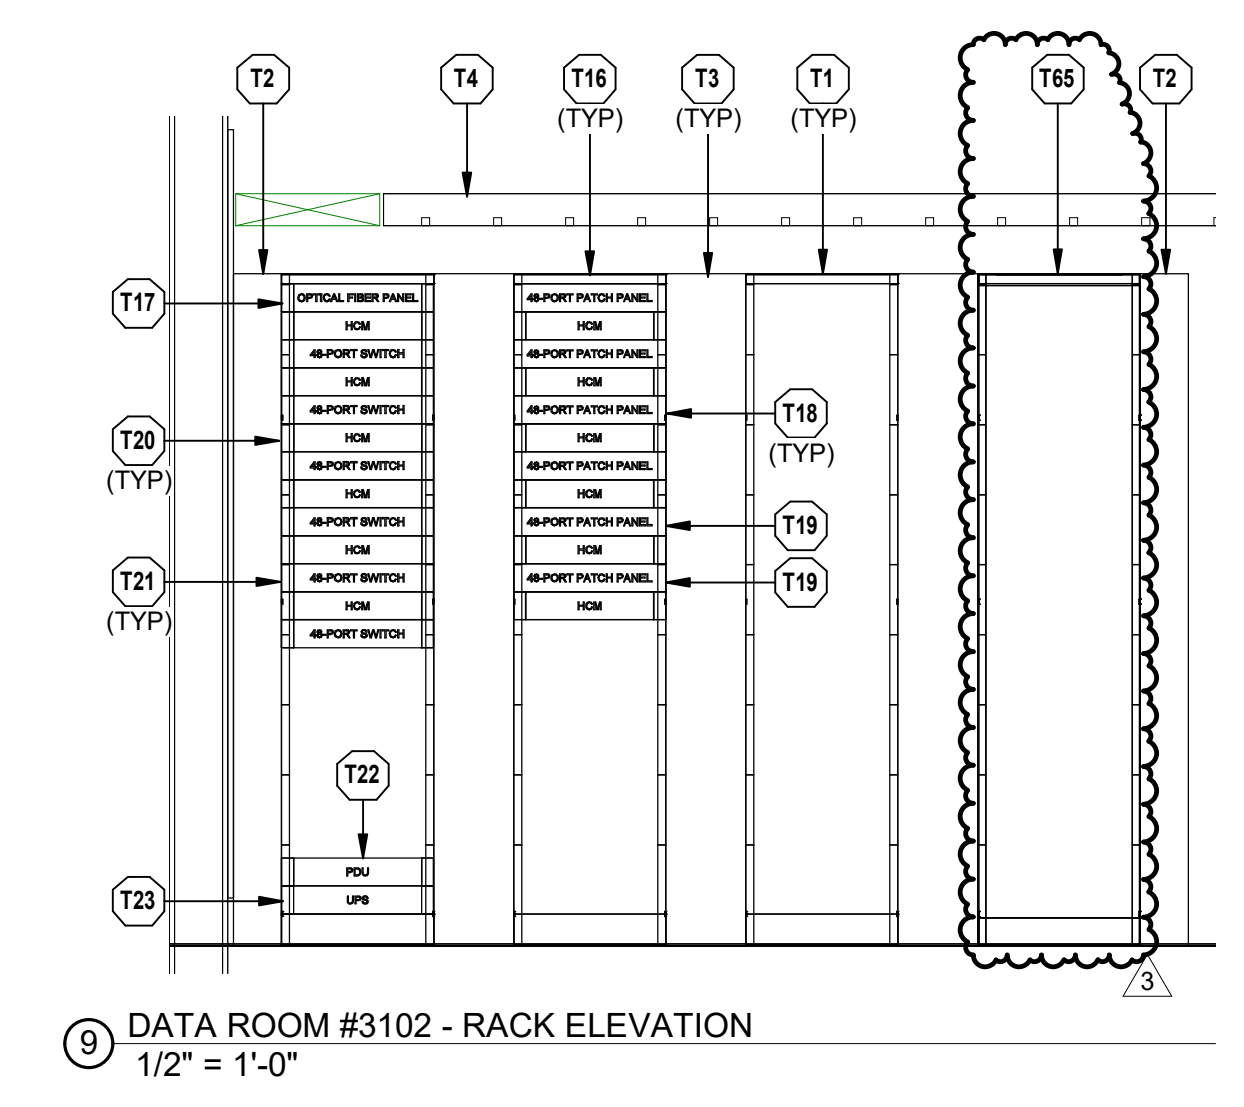 T2
T4
T16
(TYP)
T3
(TYP)
T1
(TYP)
T65
T2
T17
T20
(TYP)
T21
(TYP)
T23
OPTICAL FIBER PANEL
HCM
48-PORT SWITCH
HCM
48-PORT SWITCH
HCM
48-PORT SWITCH
HCM
48-PORT SWITCH
HCM
48-PORT SWITCH
HCM
48-PORT SWITCH
T22
PDU
UPS
48-PORT PATCH PANEL
HCM
48-PORT PATCH PANEL
HCM
48-PORT PATCH PANEL
HCM
48-PORT PATCH PANEL
HCM
48-PORT PATCH PANEL
HCM
48-PORT PATCH PANEL
HCM
T18
(TYP)
T19
T19
3
9
DATA ROOM #3102 - RACK ELEVATION
1/2" = 1'-0"